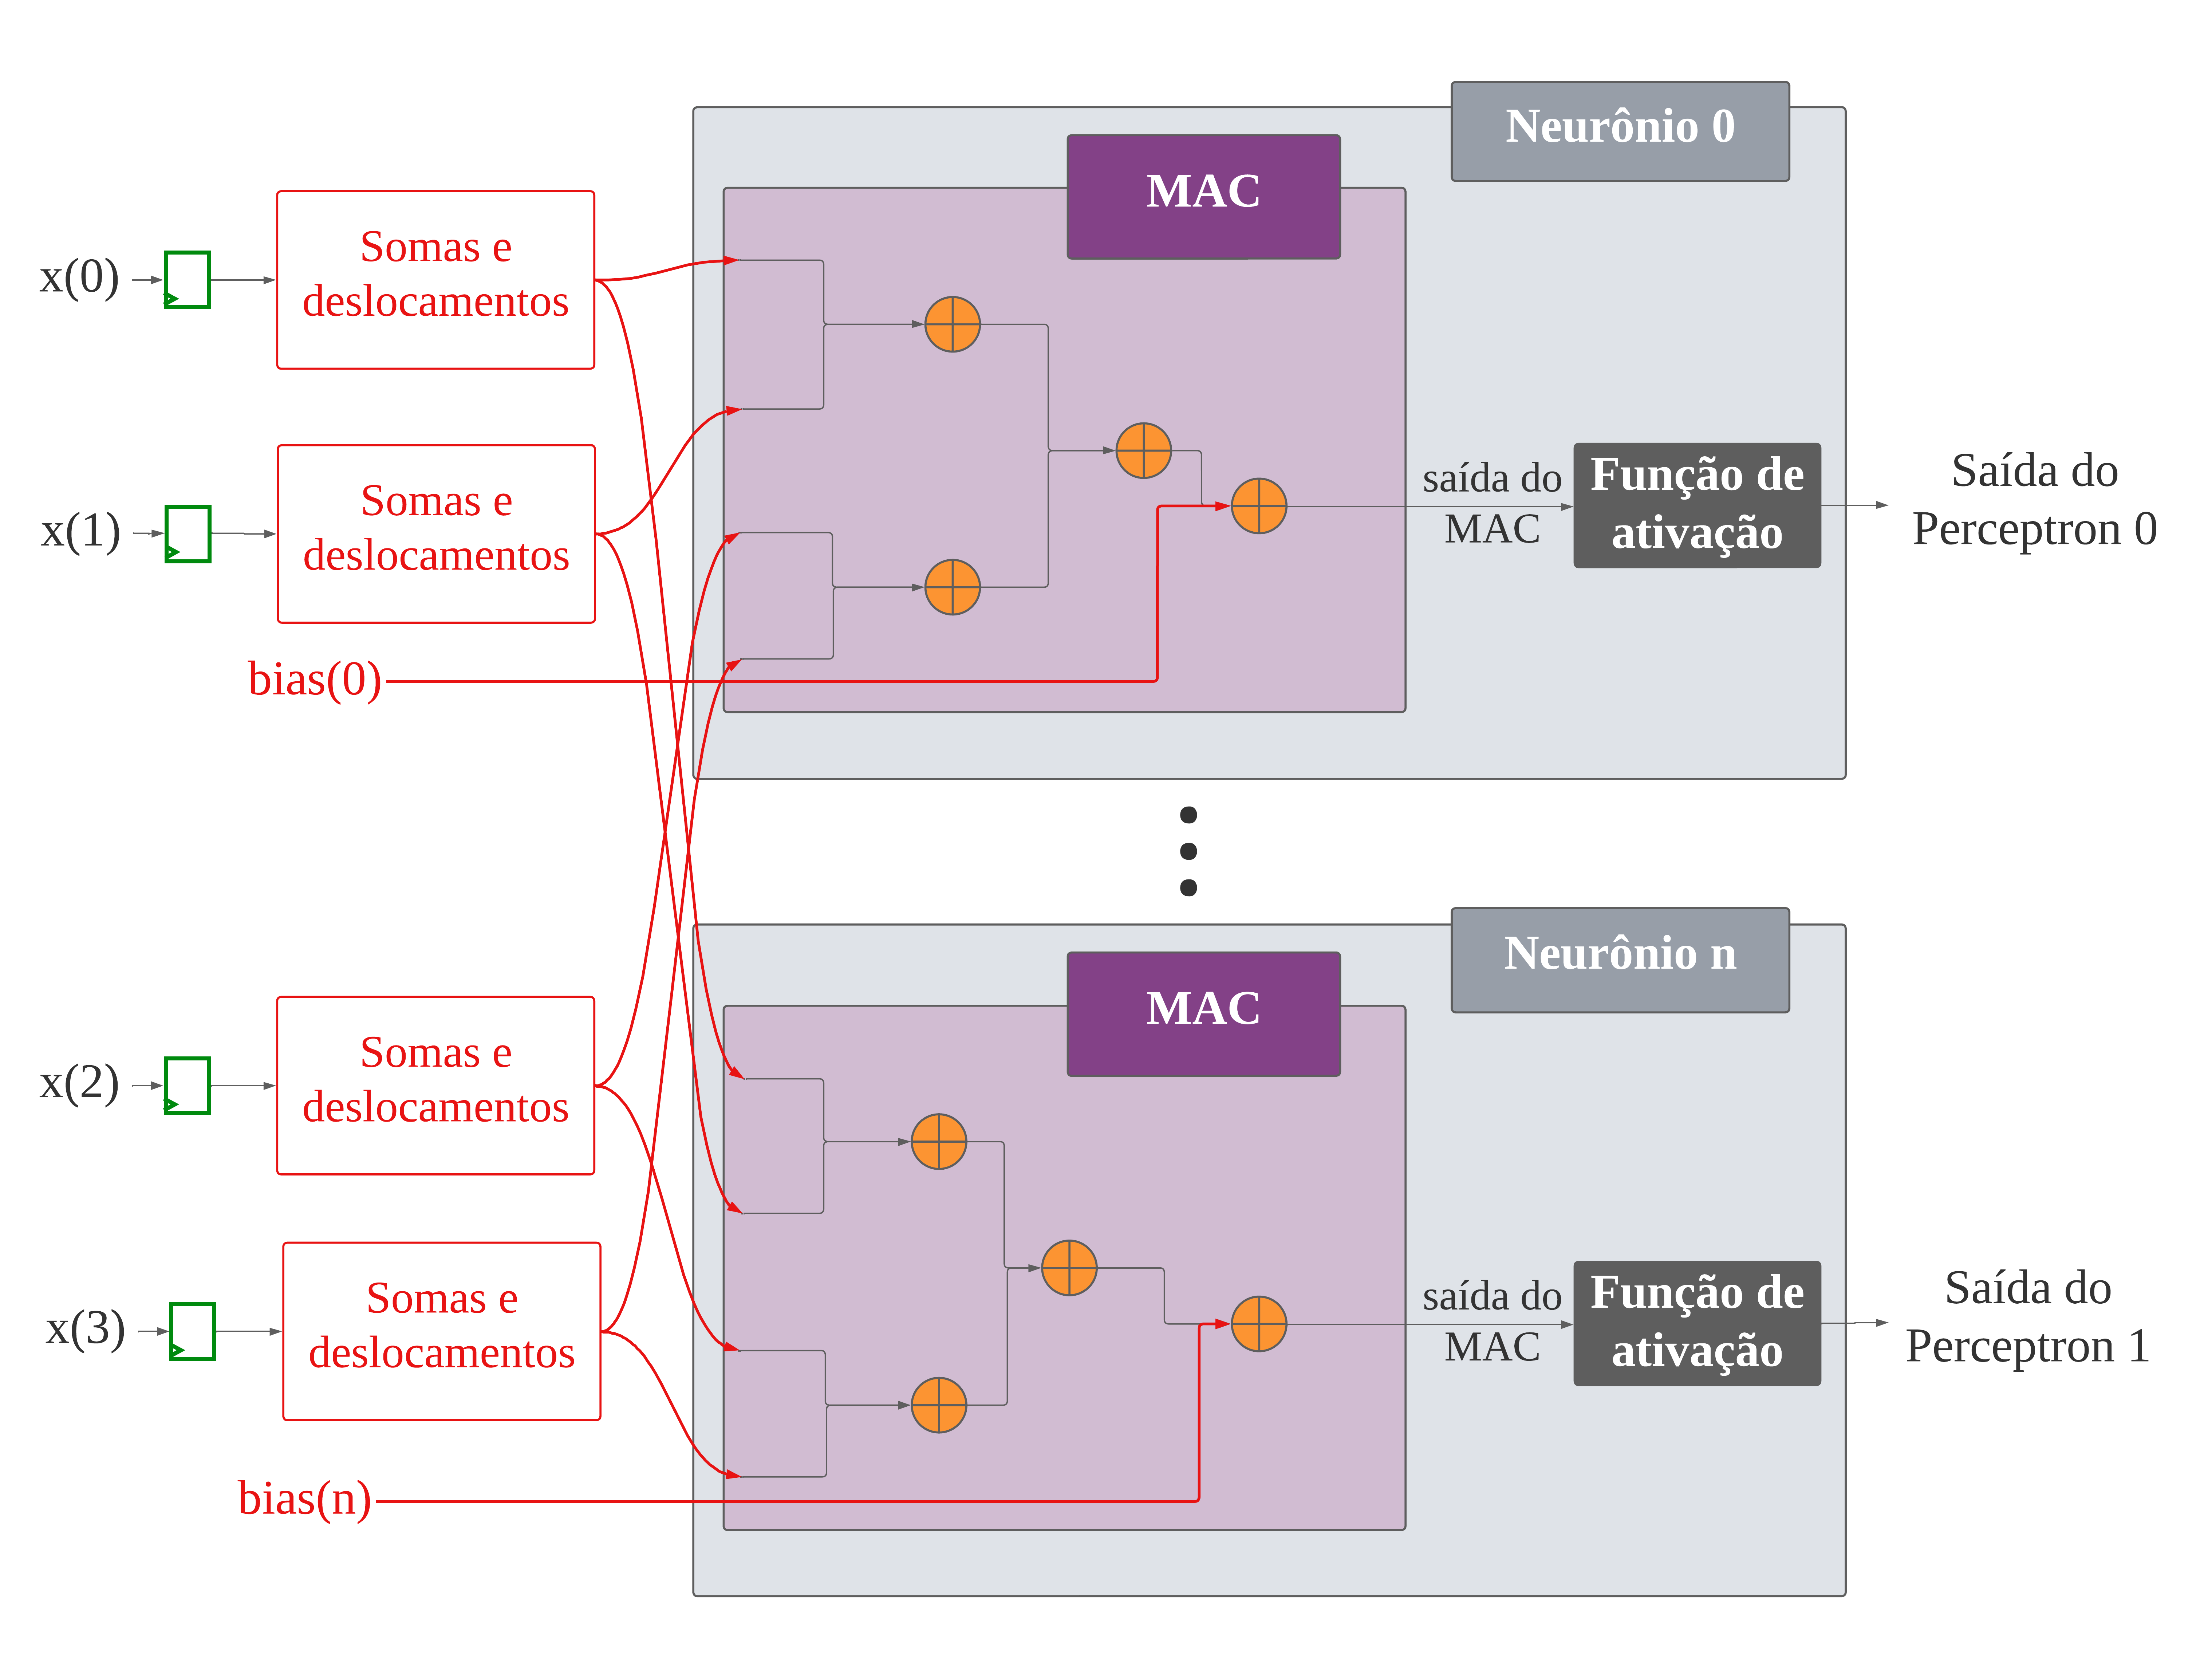 Neurônio 0
MAC
x(0)
Somas e
deslocamentos
x(1)
Somas e
deslocamentos
bias(0)
saída do
MAC
Função de
ativação
Saída do
Perceptron 0
Neurônio n
MAC
x(2)
Somas e
deslocamentos
x(3)
Somas e
deslocamentos
bias(n)
saída do
MAC
Função de
ativação
Saída do
Perceptron 1